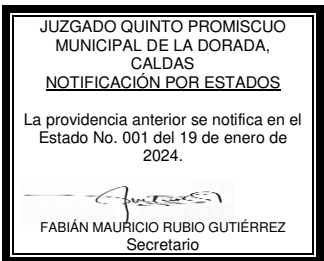 JUZGADO QUINTO PROMISCUO
MUNICIPAL DE LA DORADA,
CALDAS
NOTIFICACIÓN POR ESTADOS
La providencia anterior se notifica en el
Estado No. 001 del 19 de enero de
2024.
FABIÁN MAURICIO RUBIO GUTIÉRREZ
Secretario